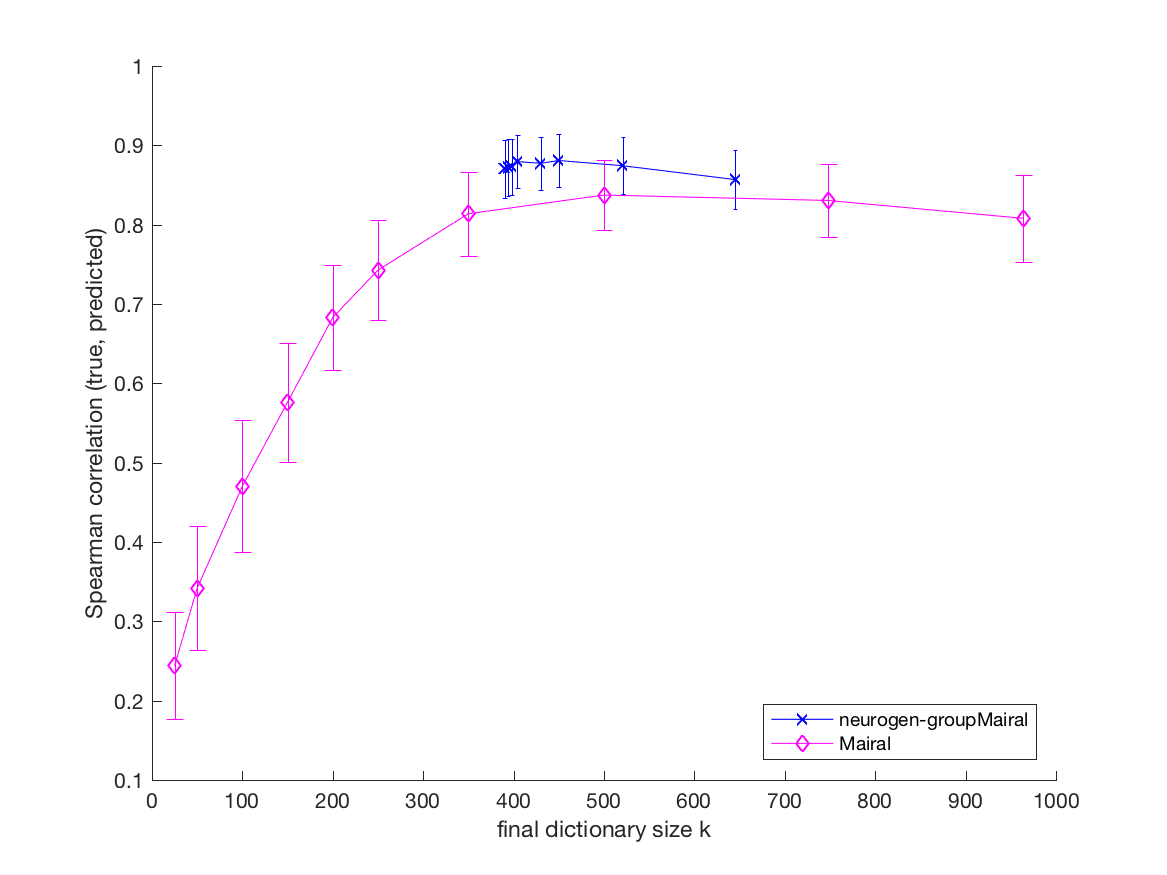 1
0.9
0.8
0.7
0.6
0.5
0.4
0.3
0.2
0.1
Spearman correlation (true, predicted)
0 100 200 300 400 500 600 700 800 900 1000
final dictionary size k
neurogen-groupMairal
Mairal